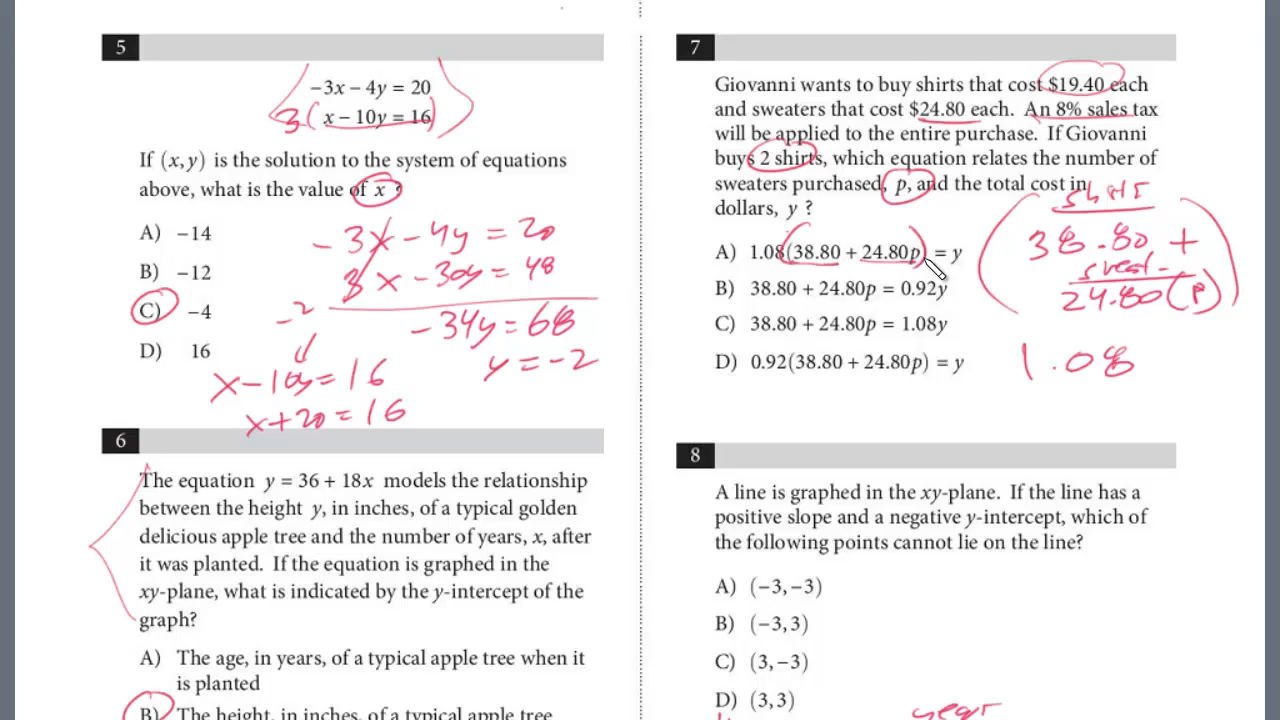 5
−3x − 4y = 20
3( x − 10y = 16)
If (x, y) is the solution to the system of equations
above, what is the value of x ?
A) −14
B) −12
C) −4
D) 16
-3x - 4y = 20
3x - 30y = 48
-34y = 68
y = -2
-2
x - 10y = 16
x + 20 = 16
6
The equation y = 36 + 18x models the relationship
between the height y, in inches, of a typical golden
delicious apple tree and the number of years, x, after
it was planted. If the equation is graphed in the
xy-plane, what is indicated by the y-intercept of the
graph?
A) The age, in years, of a typical apple tree when it
is planted
B) The height, in inches, of a typical apple tree
7
Giovanni wants to buy shirts that cost $19.40 each
and sweaters that cost $24.80 each. An 8% sales tax
will be applied to the entire purchase. If Giovanni
buys 2 shirts, which equation relates the number of
sweaters purchased, p, and the total cost in
dollars, y ?
A) 1.08(38.80 + 24.80p) = y
B) 38.80 + 24.80p = 0.92y
C) 38.80 + 24.80p = 1.08y
D) 0.92(38.80 + 24.80p) = y
38.80 +
24.80(p)
1.08
8
A line is graphed in the xy-plane. If the line has a
positive slope and a negative y-intercept, which of
the following points cannot lie on the line?
A) (−3, −3)
B) (−3, 3)
C) (3, −3)
D) (3, 3)
year